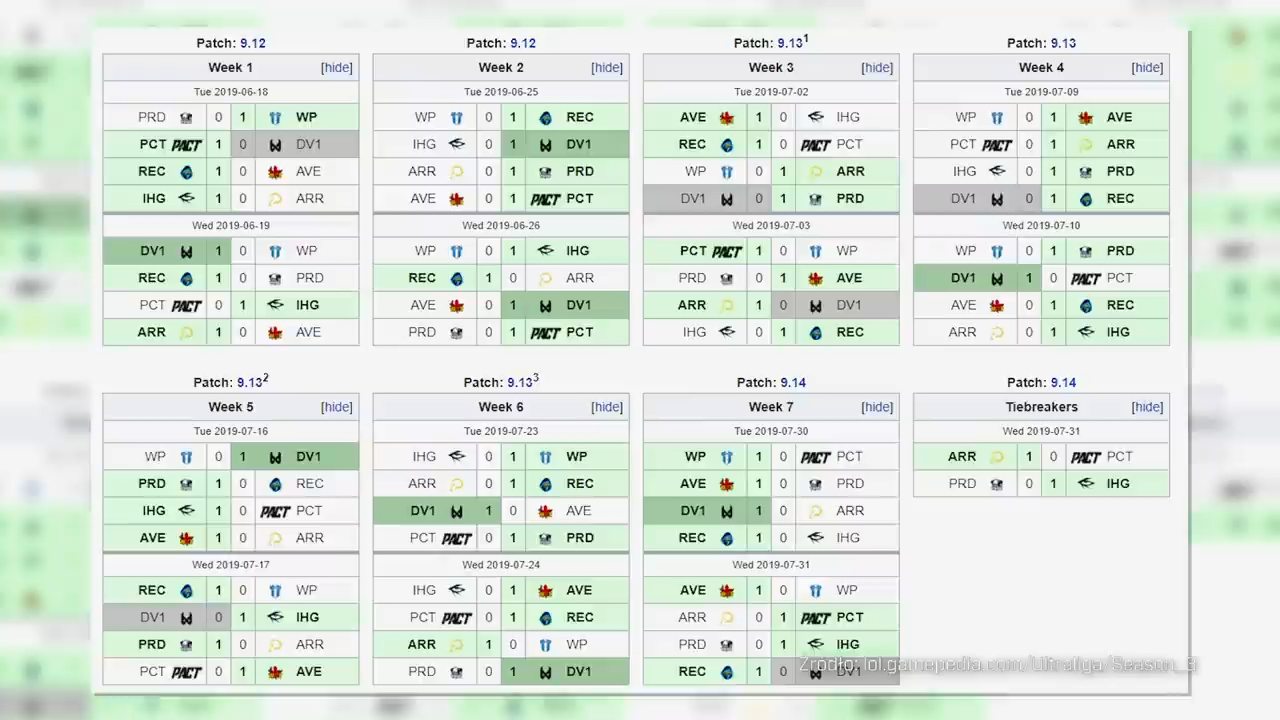 Patch: 9.12
Week 1 [hide]
Tue 2019-06-18
PRD 0 1 WP
PCT PACT 1 0 DV1
REC 1 0 AVE
IHG 1 0 ARR
Wed 2019-06-19
DV1 1 0 WP
REC 1 0 PRD
PCT PACT 0 1 IHG
ARR 1 0 AVE
Patch: 9.12
Week 2 [hide]
Tue 2019-06-25
WP 0 1 REC
IHG 0 1 DV1
ARR 0 1 PRD
AVE 0 1 PACT PCT
Wed 2019-06-26
WP 0 1 IHG
REC 1 0 ARR
AVE 0 1 DV1
PRD 0 1 PACT PCT
Patch: 9.13¹
Week 3 [hide]
Tue 2019-07-02
AVE 1 0 IHG
REC 1 0 PACT PCT
WP 0 1 ARR
DV1 0 1 PRD
Wed 2019-07-03
PCT PACT 1 0 WP
PRD 0 1 AVE
ARR 1 0 DV1
IHG 0 1 REC
Patch: 9.13
Week 4 [hide]
Tue 2019-07-09
WP 0 1 AVE
PCT PACT 0 1 ARR
IHG 0 1 PRD
DV1 0 1 REC
Wed 2019-07-10
WP 0 1 PRD
DV1 1 0 PACT PCT
AVE 0 1 REC
ARR 0 1 IHG
Patch: 9.13²
Week 5 [hide]
Tue 2019-07-16
WP 0 1 DV1
PRD 1 0 REC
IHG 1 0 PACT PCT
AVE 1 0 ARR
Wed 2019-07-17
REC 1 0 WP
DV1 0 1 IHG
PRD 1 0 ARR
PCT PACT 0 1 AVE
Patch: 9.13³
Week 6 [hide]
Tue 2019-07-23
IHG 0 1 WP
ARR 0 1 REC
DV1 1 0 AVE
PCT PACT 0 1 PRD
Wed 2019-07-24
IHG 0 1 AVE
PCT PACT 0 1 REC
ARR 1 0 WP
PRD 0 1 DV1
Patch: 9.14
Week 7 [hide]
Tue 2019-07-30
WP 1 0 PACT PCT
AVE 1 0 PRD
DV1 1 0 ARR
REC 1 0 IHG
Wed 2019-07-31
AVE 1 0 WP
ARR 0 1 PACT PCT
PRD 0 1 IHG
REC 1 0 DV1
Patch: 9.14
Tiebreakers [hide]
Wed 2019-07-31
ARR 1 0 PACT PCT
PRD 0 1 IHG
Źródło: lol.gamepedia.com/Ultraliga/Season_3